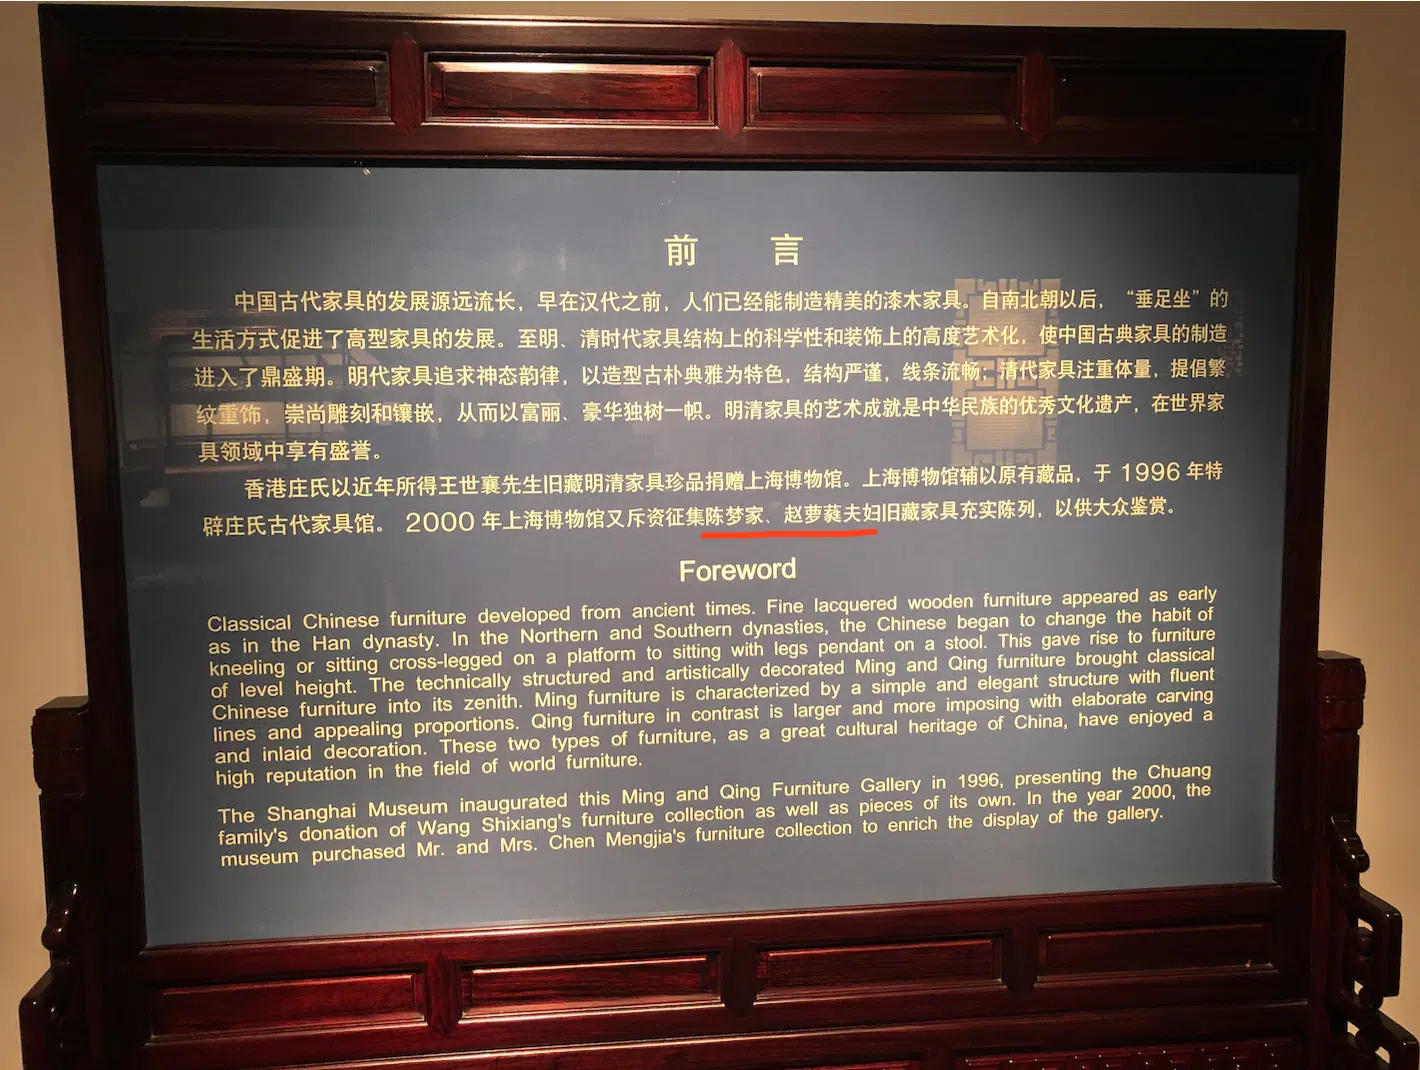 前 言
中国古代家具的发展源远流长，早在汉代之前，人们已经能制造精美的漆木家具。自南北朝以后，“垂足坐”的
生活方式促进了高型家具的发展。至明、清时代家具结构上的科学性和装饰上的高度艺术化，使中国古典家具的制造
进入了鼎盛期。明代家具追求神态韵律，以造型古朴典雅为特色，结构严谨，线条流畅；清代家具注重体量，提倡繁
纹重饰，崇尚雕刻和镶嵌，从而以富丽、豪华独树一帜。明清家具的艺术成就是中华民族的优秀文化遗产，在世界家
具领域中享有盛誉。
香港庄氏以近年所得王世襄先生旧藏明清家具珍品捐赠上海博物馆。上海博物馆辅以原有藏品，于 1996 年特
辟庄氏古代家具馆。 2000 年上海博物馆又斥资征集陈梦家、赵萝蕤夫妇旧藏家具充实陈列，以供大众鉴赏。
Foreword
Classical Chinese furniture developed from ancient times. Fine lacquered wooden furniture appeared as early
as in the Han dynasty. In the Northern and Southern dynasties, the Chinese began to change the habit of
kneeling or sitting cross-legged on a platform to sitting with legs pendant on a stool. This gave rise to furniture
of level height. The technically structured and artistically decorated Ming and Qing furniture brought classical
Chinese furniture into its zenith. Ming furniture is characterized by a simple and elegant structure with fluent
lines and appealing proportions. Qing furniture in contrast is larger and more imposing with elaborate carving
and inlaid decoration. These two types of furniture, as a great cultural heritage of China, have enjoyed a
high reputation in the field of world furniture.
The Shanghai Museum inaugurated this Ming and Qing Furniture Gallery in 1996, presenting the Chuang
family's donation of Wang Shixiang's furniture collection as well as pieces of its own. In the year 2000, the
museum purchased Mr. and Mrs. Chen Mengjia's furniture collection to enrich the display of the gallery.